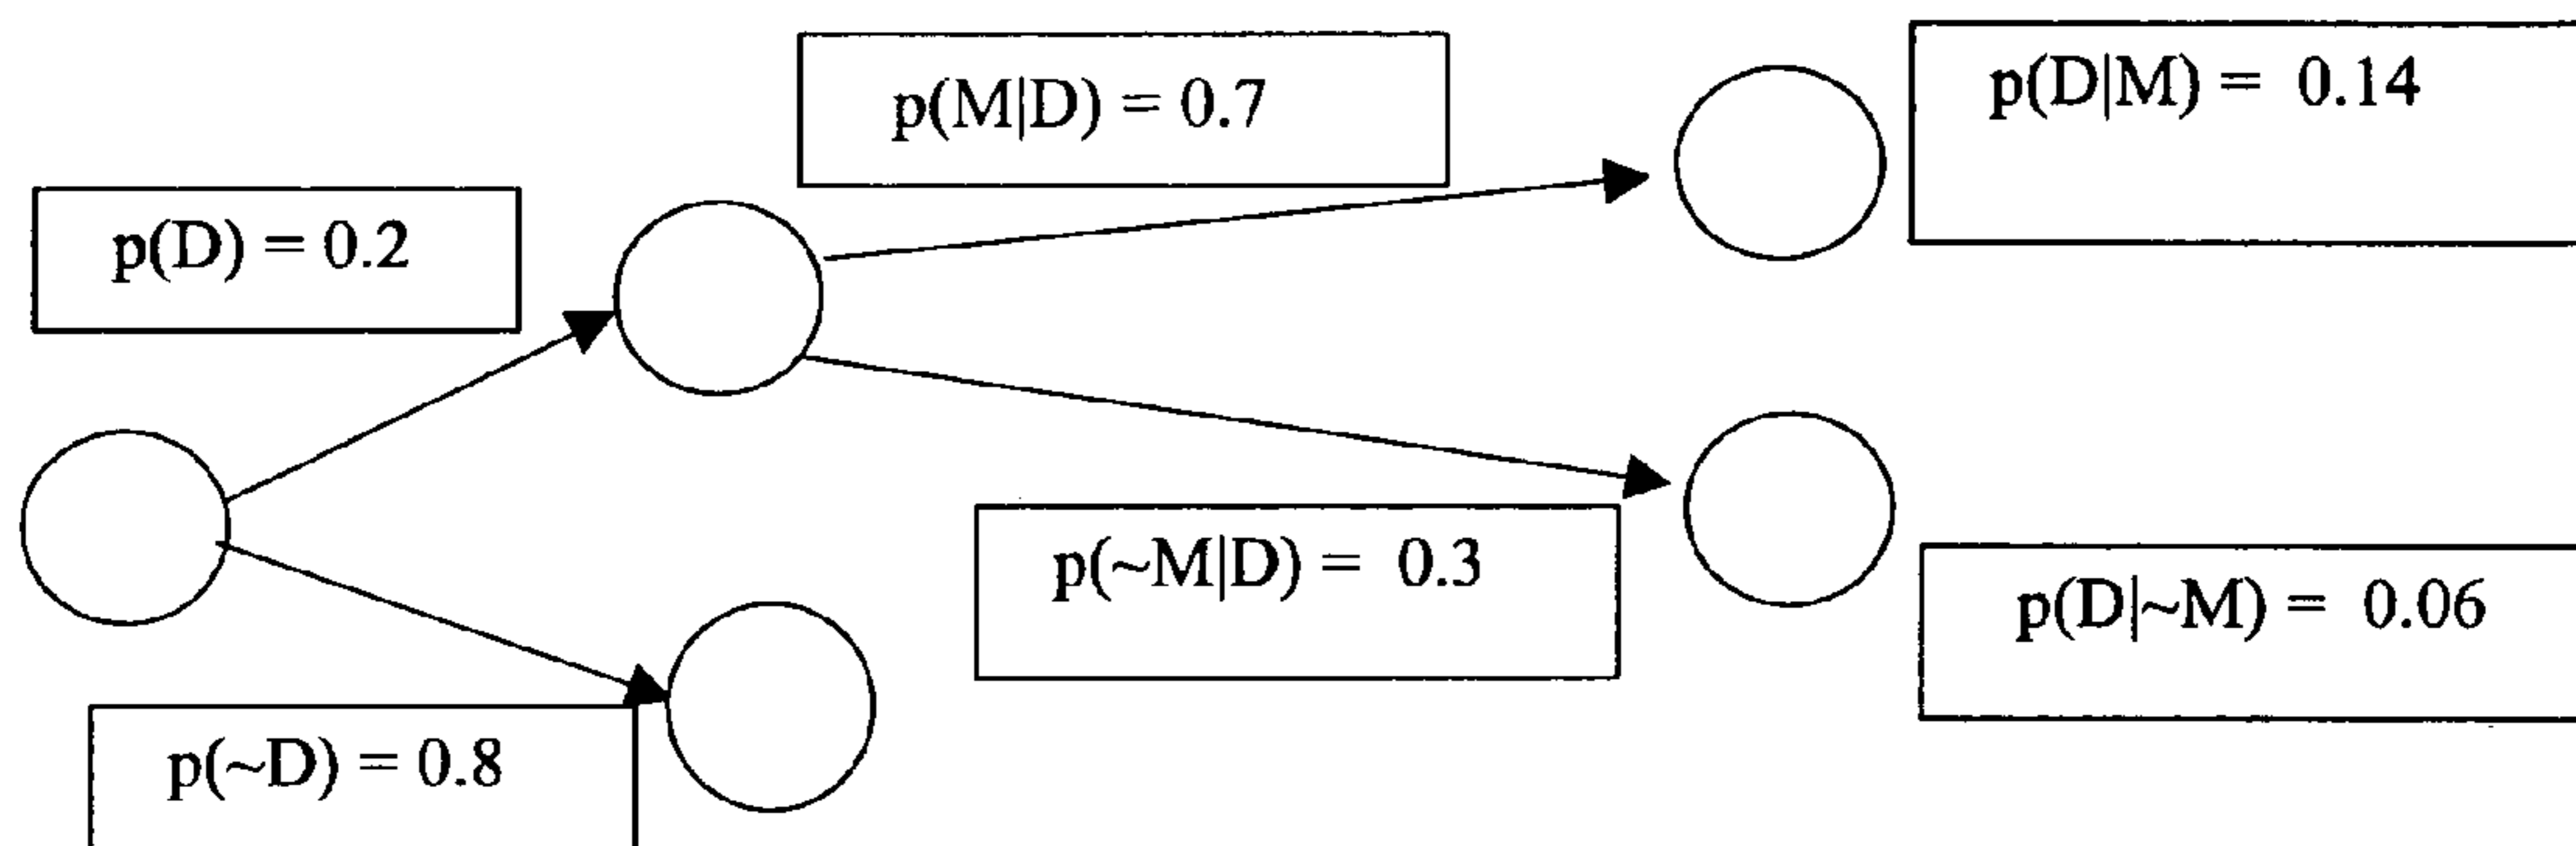 p(M|D) = 0.7
p(D|M) = 0.14
p(D) = 0.2
p(~M|D) = 0.3
p(D|~M) = 0.06
p(~D) = 0.8